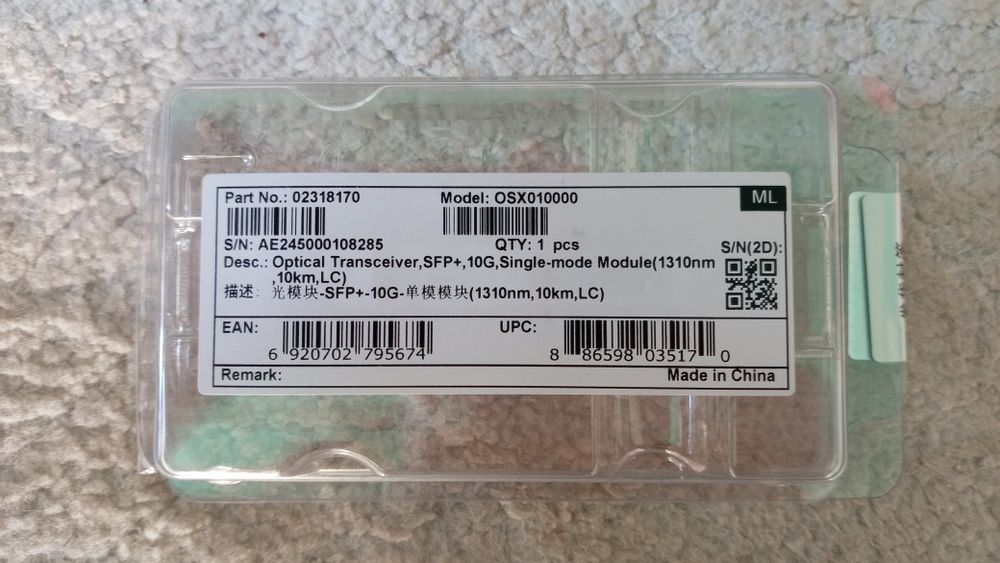 Part No.: 02318170
Model: OSX010000
ML
S/N: AE245000108285
QTY: 1 pcs
S/N(2D):
Desc.: Optical Transceiver,SFP+,10G,Single-mode Module(1310nm
,10km,LC)
描述: 光模块-SFP+-10G-单模模块(1310nm,10km,LC)
EAN:
6 920702 795674
UPC:
8 86598 03517 0
Remark:
Made in China